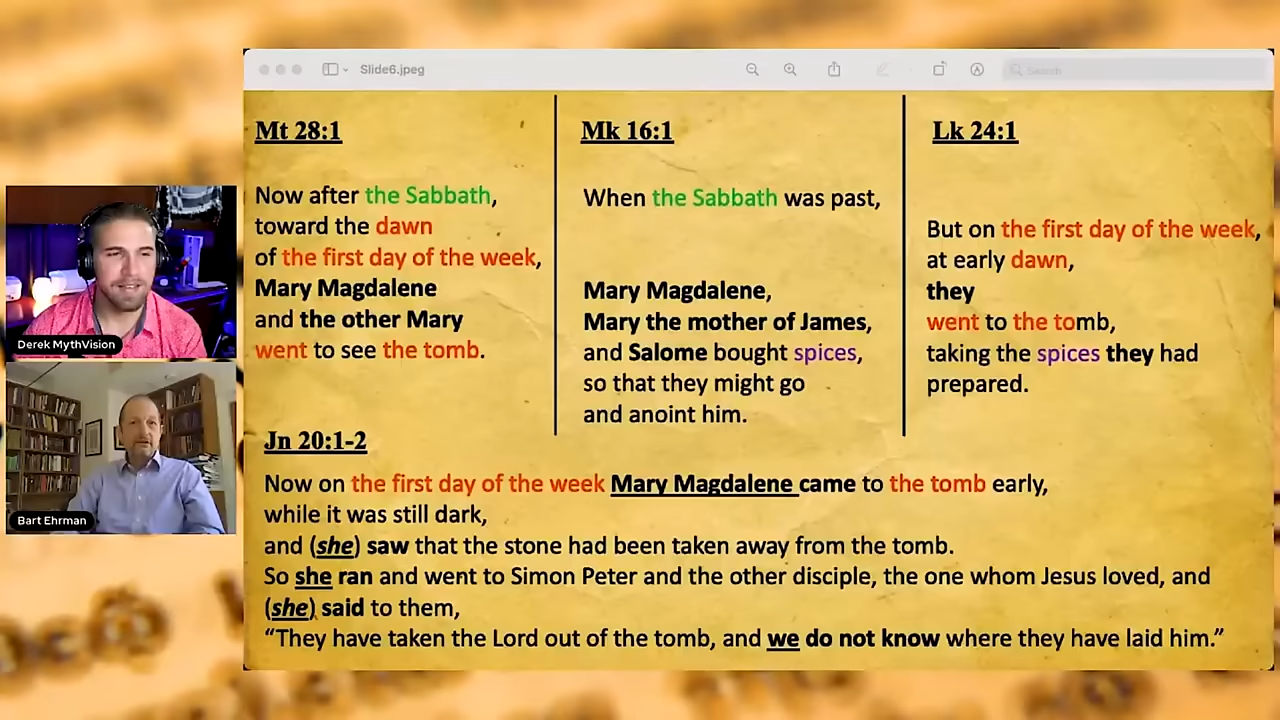 Slide6.jpeg
Search
Mt 28:1
Now after the Sabbath,
toward the dawn
of the first day of the week,
Mary Magdalene
and the other Mary
went to see the tomb.
Mk 16:1
When the Sabbath was past,
Mary Magdalene,
Mary the mother of James,
and Salome bought spices,
so that they might go
and anoint him.
Lk 24:1
But on the first day of the week,
at early dawn,
they
went to the tomb,
taking the spices they had
prepared.
Jn 20:1-2
Now on the first day of the week Mary Magdalene came to the tomb early,
while it was still dark,
and (she) saw that the stone had been taken away from the tomb.
So she ran and went to Simon Peter and the other disciple, the one whom Jesus loved, and
(she) said to them,
“They have taken the Lord out of the tomb, and we do not know where they have laid him.”
Derek MythVision
Bart Ehrman